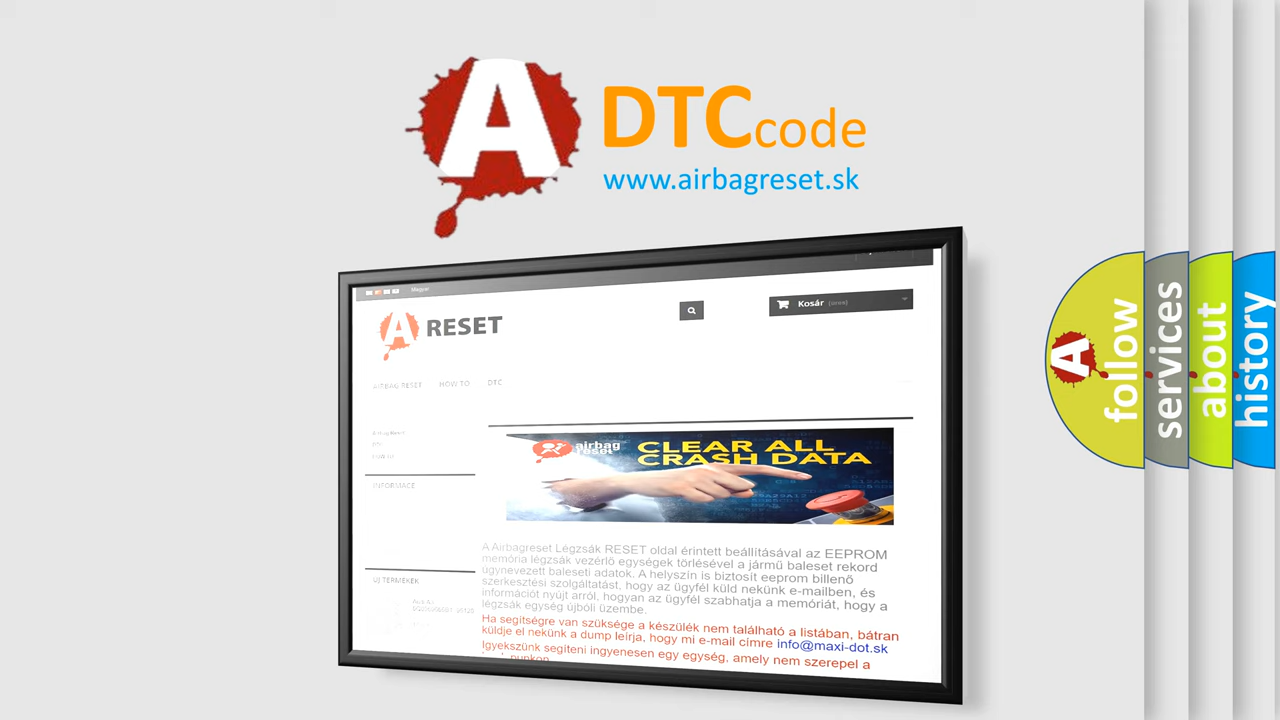 A
DTCcode
www.airbagreset.sk
Magyar
A RESET
Kosár (üres)
AIRBAG RESET HOW TO DTC
INFORMACE
ÚJ TERMÉKEK
airbag
reset
CLEAR ALL
CRASH DATA
A Airbagreset Légzsák RESET oldal érintett beállításával az EEPROM
memória légzsák vezérlő egységek törlésével a jármű baleset rekord
úgynevezett baleseti adatok. A helyszín is biztosít eeprom billenő
szerkesztési szolgáltatást, hogy az ügyfél küld nekünk e-mailben, és
információt nyújt arról, hogyan az ügyfél szabhatja a memóriát, hogy a
légzsák egység újbóli üzembe.
Ha segítségre van szüksége a készülék nem található a listában, bátran
küldje el nekünk a dump leírja, hogy mi e-mail címre info@maxi-dot.sk
Igyekszünk segíteni ingyenesen egy egység, amely nem szerepel a
A
follow
services
about
history